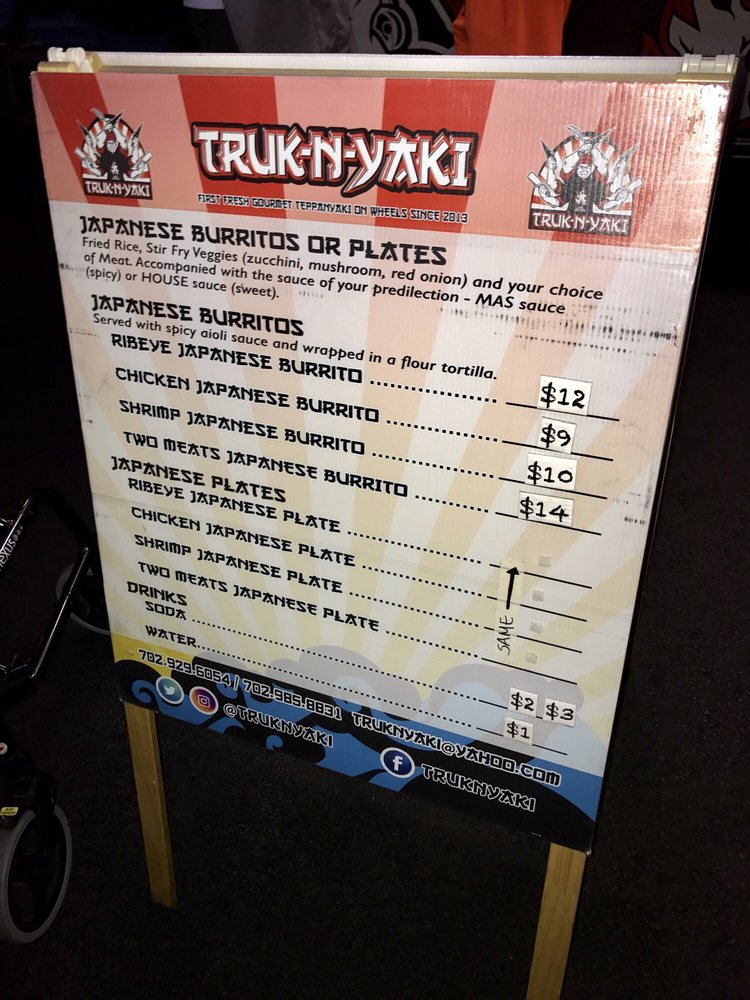 TRUK-N-YAKI
TRUK-N-YAKI
TRUK-N-YAKI
FIRST FRESH GOURMET TEPPANYAKI ON WHEELS SINCE 2013
JAPANESE BURRITOS OR PLATES
Fried Rice, Stir Fry Veggies (zucchini, mushroom, red onion) and your choice
of Meat. Accompanied with the sauce of your predilection - MAS sauce
(spicy) or HOUSE sauce (sweet).
JAPANESE BURRITOS
Served with spicy aioli sauce and wrapped in a flour tortilla.
RIBEYE JAPANESE BURRITO ........ $12
CHICKEN JAPANESE BURRITO ........ $9
SHRIMP JAPANESE BURRITO ........ $10
TWO MEATS JAPANESE BURRITO ........ $14
JAPANESE PLATES
RIBEYE JAPANESE PLATE ........
CHICKEN JAPANESE PLATE ........
SHRIMP JAPANESE PLATE ........
TWO MEATS JAPANESE PLATE ........
SAME →
DRINKS
SODA ........ $2 $3
WATER ........ $1
702.929.6054 / 702.985.8831 TRUKNYAKI@YAHOO.COM
@TRUKNYAKI
f TRUKNYAKI